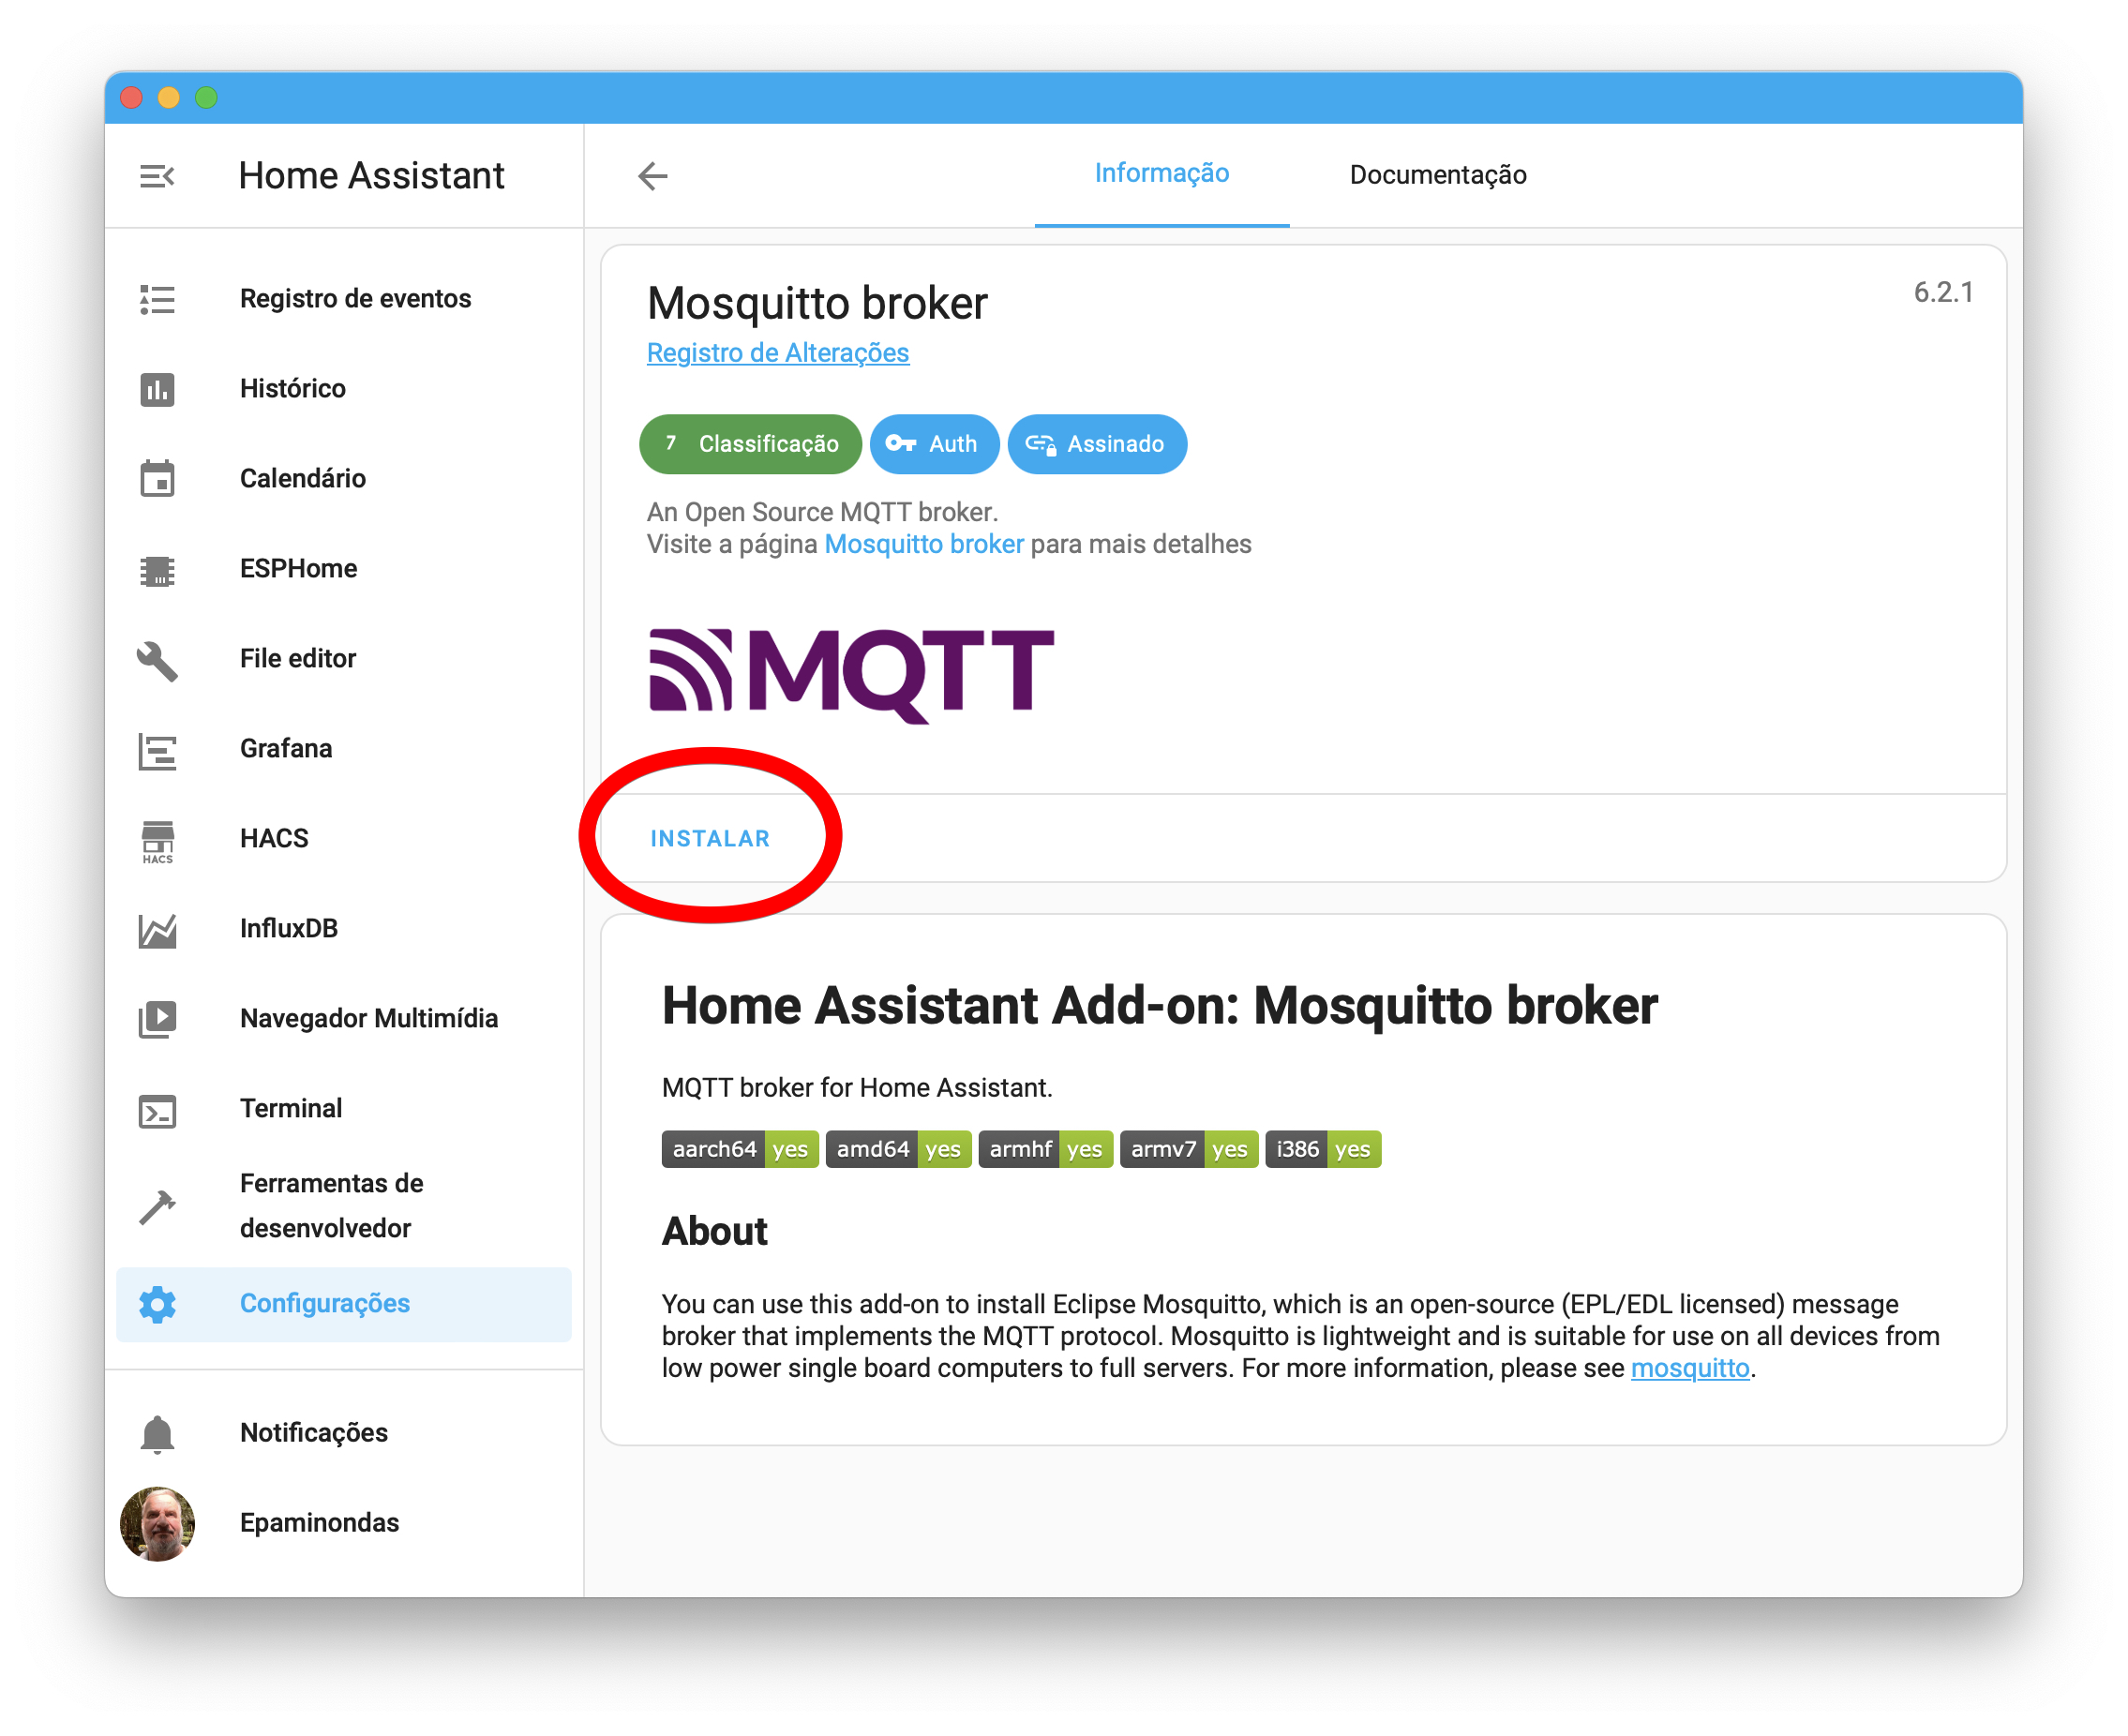 Home Assistant
Registro de eventos
Histórico
Calendário
ESPHome
File editor
Grafana
HACS
HACS
InfluxDB
Navegador Multimídia
Terminal
Ferramentas de
desenvolvedor
Configurações
Notificações
Epaminondas
Informação Documentação
Mosquitto broker 6.2.1
Registro de Alterações
7 Classificação Auth Assinado
An Open Source MQTT broker.
Visite a página Mosquitto broker para mais detalhes
MQTT
INSTALAR
Home Assistant Add-on: Mosquitto broker
MQTT broker for Home Assistant.
aarch64 yes amd64 yes armhf yes armv7 yes i386 yes
About
You can use this add-on to install Eclipse Mosquitto, which is an open-source (EPL/EDL licensed) message
broker that implements the MQTT protocol. Mosquitto is lightweight and is suitable for use on all devices from
low power single board computers to full servers. For more information, please see mosquitto.